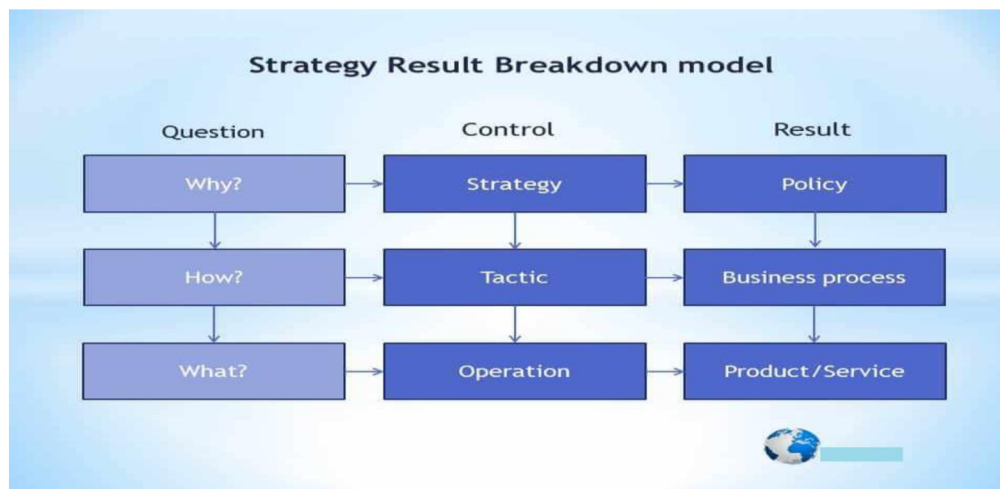 Strategy Result Breakdown model
Question Control Result
Why? Strategy Policy
How? Tactic Business process
What? Operation Product/Service